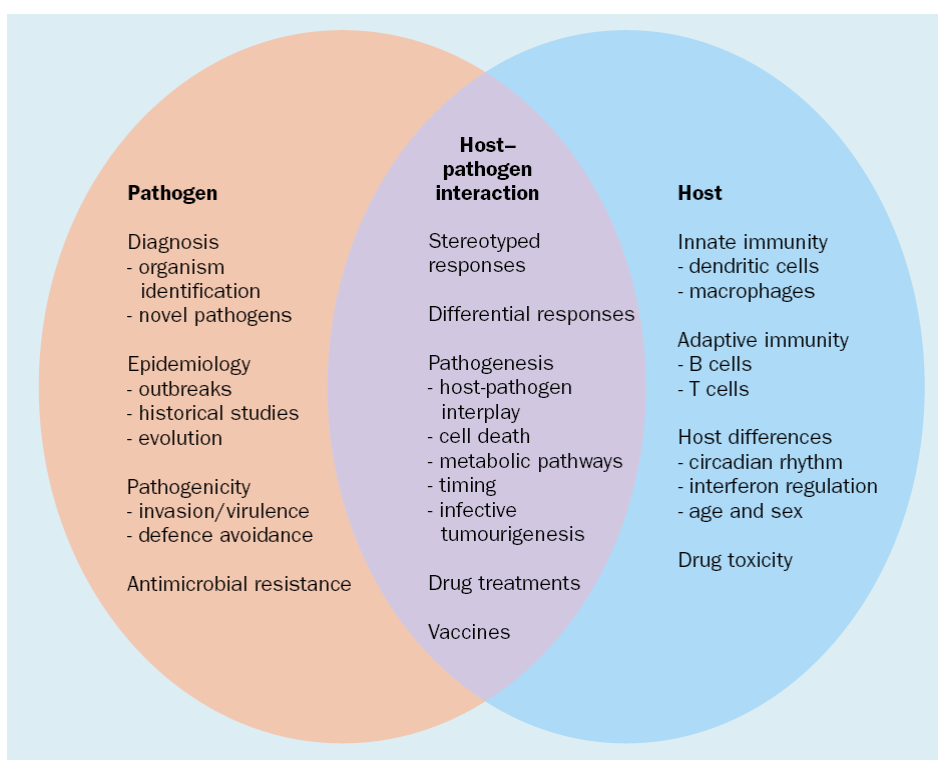 Pathogen
Diagnosis
- organism
identification
- novel pathogens
Epidemiology
- outbreaks
- historical studies
- evolution
Pathogenicity
- invasion/virulence
- defence avoidance
Antimicrobial resistance
Host–
pathogen
interaction
Stereotyped
responses
Differential responses
Pathogenesis
- host-pathogen
interplay
- cell death
- metabolic pathways
- timing
- infective
tumourigenesis
Drug treatments
Vaccines
Host
Innate immunity
- dendritic cells
- macrophages
Adaptive immunity
- B cells
- T cells
Host differences
- circadian rhythm
- interferon regulation
- age and sex
Drug toxicity